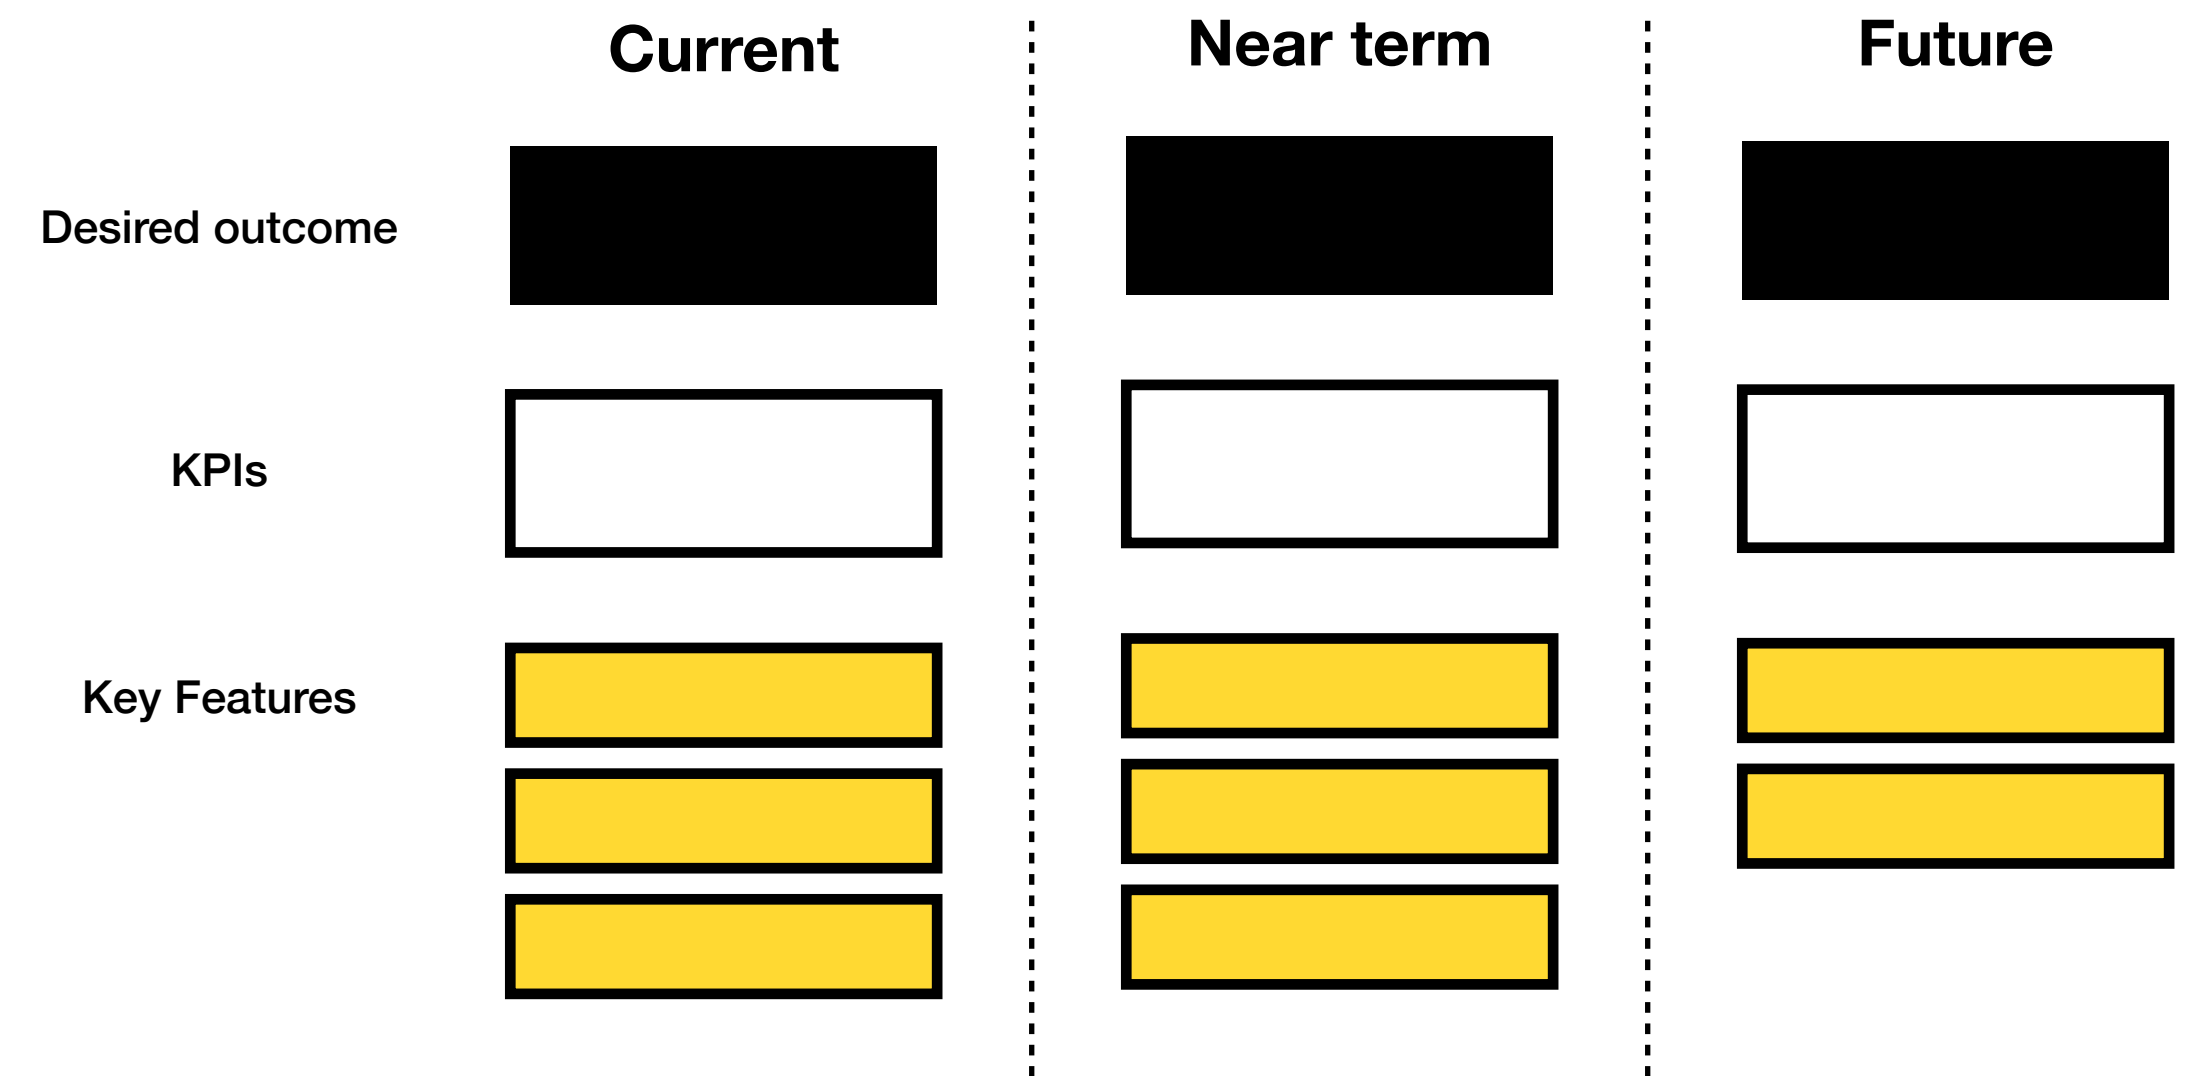 Current
Near term
Future
Desired outcome
KPIs
Key Features